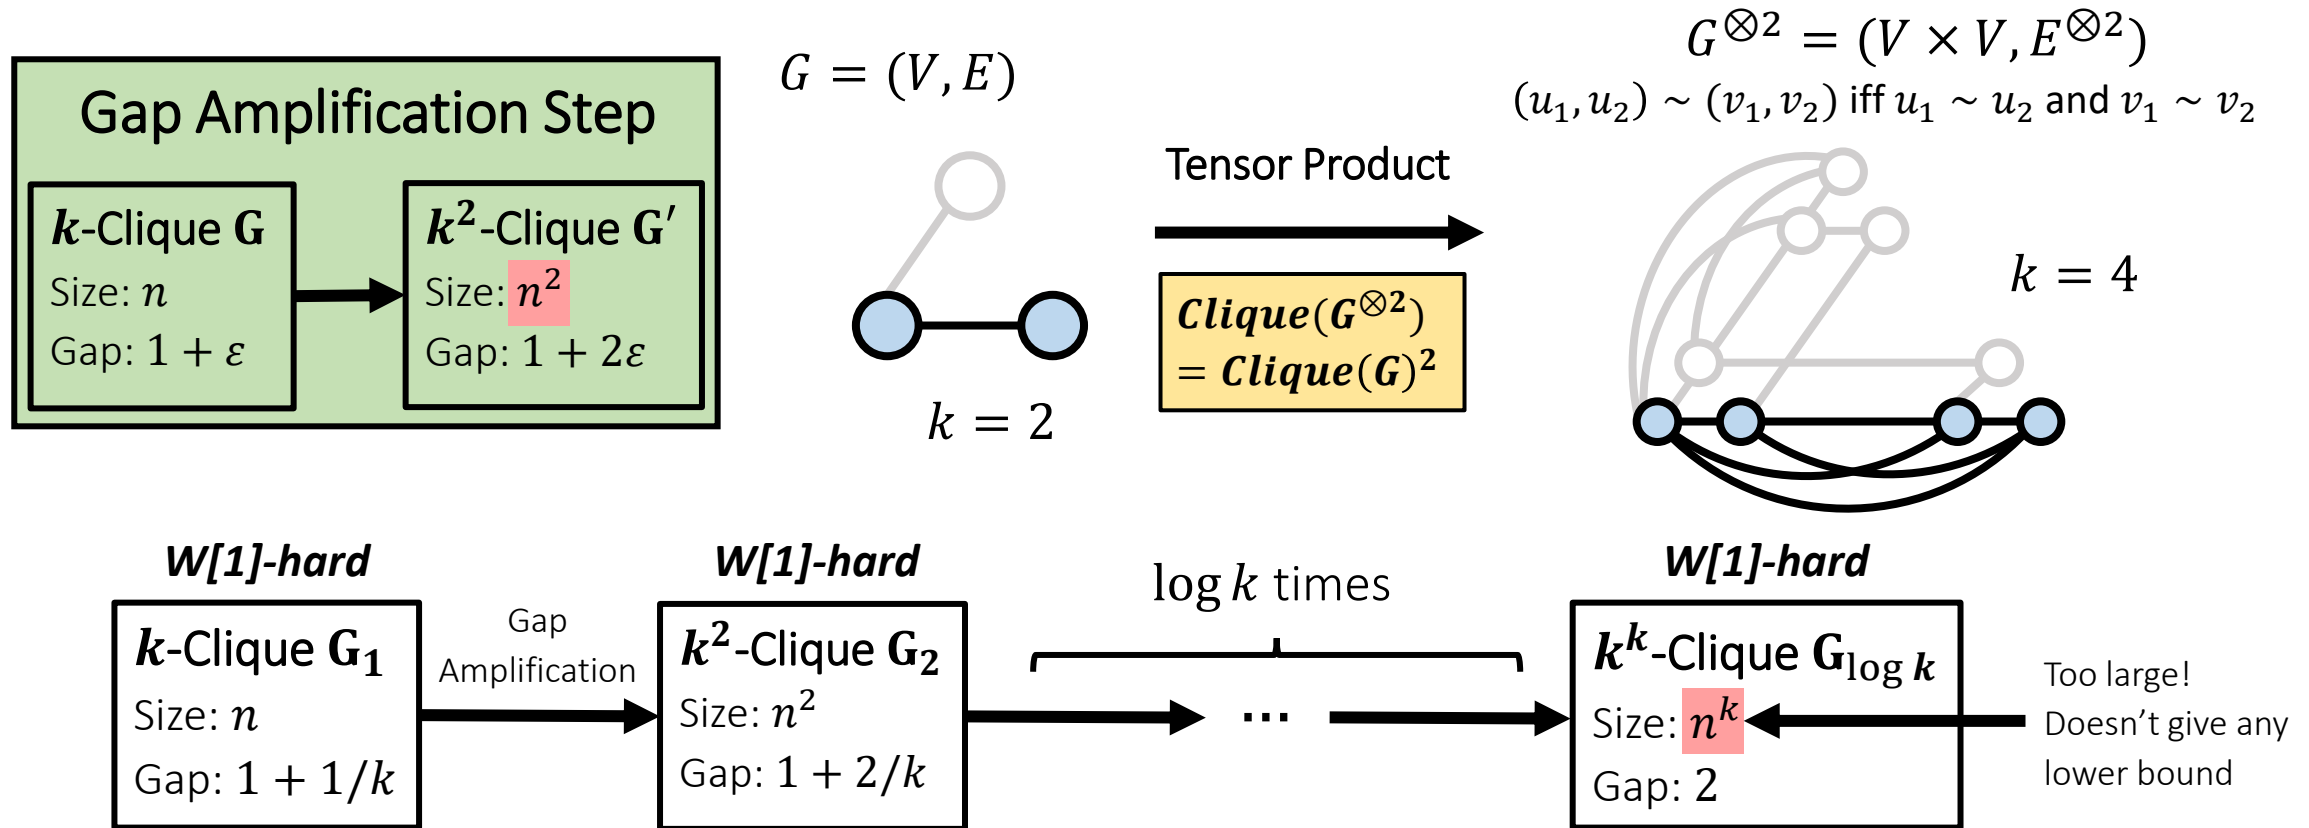 Gap Amplification Step
k-Clique G
Size: n
Gap: 1 + ε
k²-Clique G′
Size: n²
Gap: 1 + 2ε
G = (V, E)
k = 2
Tensor Product
Clique(G^⊗2)
= Clique(G)²
G^⊗2 = (V × V, E^⊗2)
(u₁, u₂) ~ (v₁, v₂) iff u₁ ~ u₂ and v₁ ~ v₂
k = 4
W[1]-hard
k-Clique G₁
Size: n
Gap: 1 + 1/k
Gap
Amplification
W[1]-hard
k²-Clique G₂
Size: n²
Gap: 1 + 2/k
log k times
...
W[1]-hard
k^k-Clique G_log k
Size: n^k
Gap: 2
Too large!
Doesn’t give any
lower bound